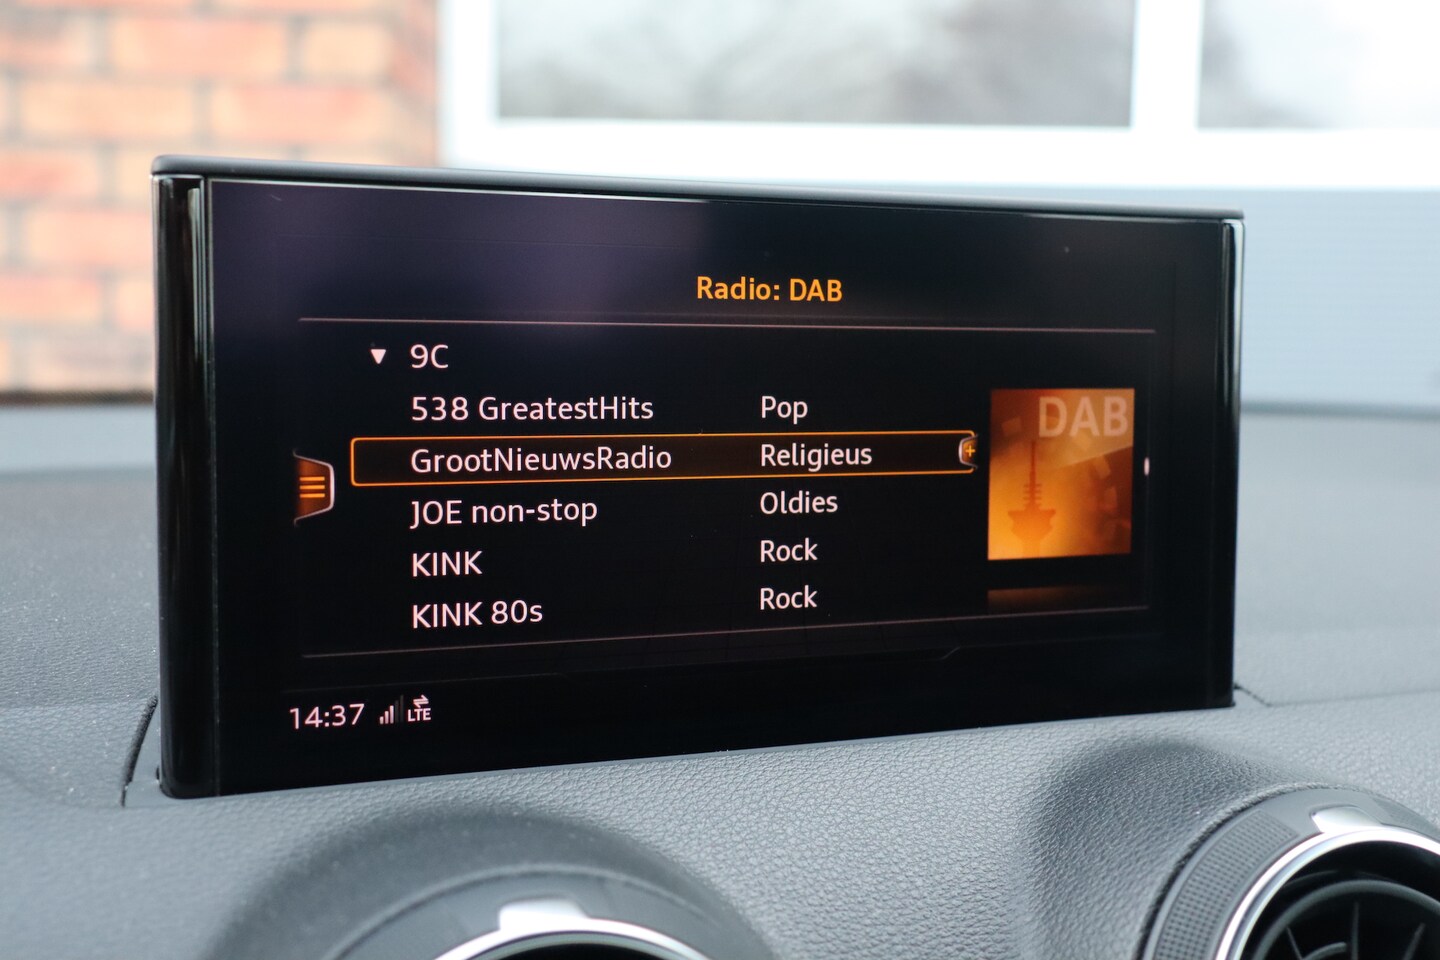 Radio: DAB
9C
538 GreatestHits Pop
GrootNieuwsRadio Religieus
JOE non-stop Oldies
KINK Rock
KINK 80s Rock
DAB
14:37 LTE